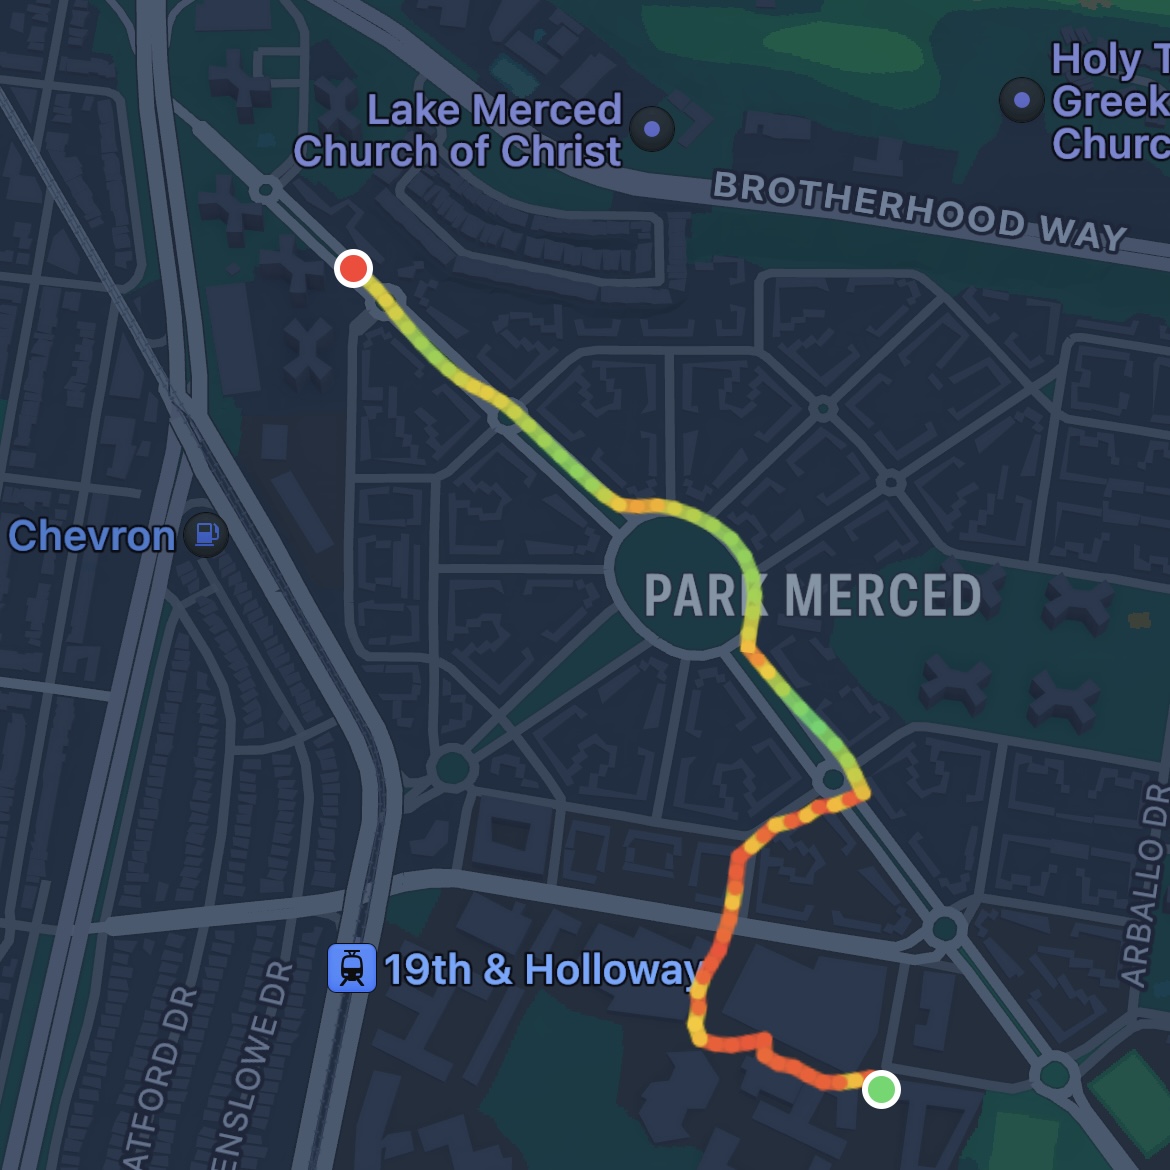 Lake Merced
Church of Christ
Holy T
Greek
Churc
BROTHERHOOD WAY
Chevron
PARK MERCED
19th & Holloway
ARBALLO DR
ATFORD DR
ENSLOWE DR